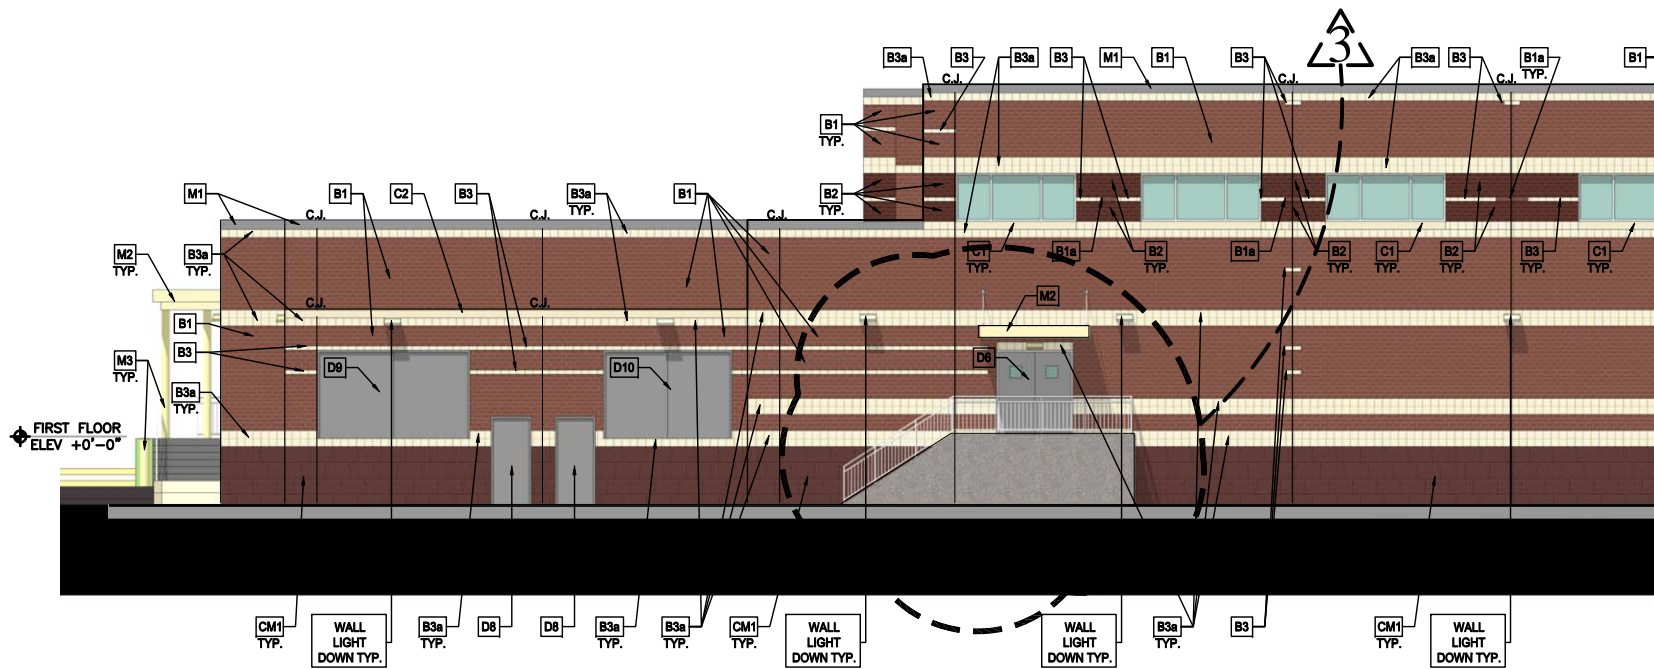 3
B3a
B3
B3a
B3
M1
B1
B3
B3a
B3
B1a
TYP.
B1
C.J.
C.J.
C.J.
B1
TYP.
M1
B1
C2
B3
B3a
TYP.
B1
B2
TYP.
C.J.
C.J.
C.J.
M2
TYP.
B3a
TYP.
C1
TYP.
B1a
B2
TYP.
B1a
B2
TYP.
C1
TYP.
B2
TYP.
B3
TYP.
C1
TYP.
C.J.
C.J.
M2
B1
B3
M3
TYP.
D9
D10
D6
B3a
TYP.
FIRST FLOOR
ELEV +0'-0"
CM1
TYP.
WALL
LIGHT
DOWN TYP.
B3a
TYP.
D8
D8
B3a
TYP.
B3a
TYP.
CM1
TYP.
WALL
LIGHT
DOWN TYP.
WALL
LIGHT
DOWN TYP.
B3a
TYP.
B3
CM1
TYP.
WALL
LIGHT
DOWN TYP.